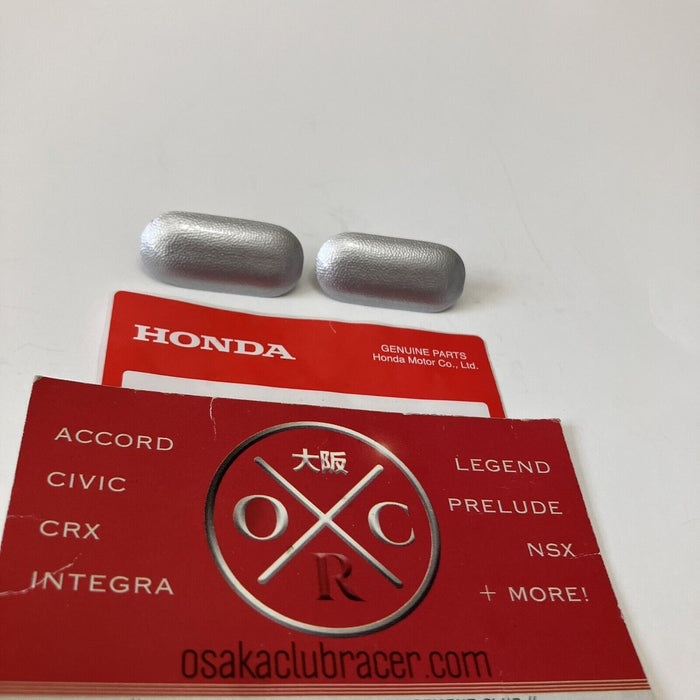 HONDA
GENUINE PARTS
Honda Motor Co., Ltd.
ACCORD
CIVIC
CRX
INTEGRA
大阪
O C
R
LEGEND
PRELUDE
NSX
+ MORE!
osakaclubracer.com